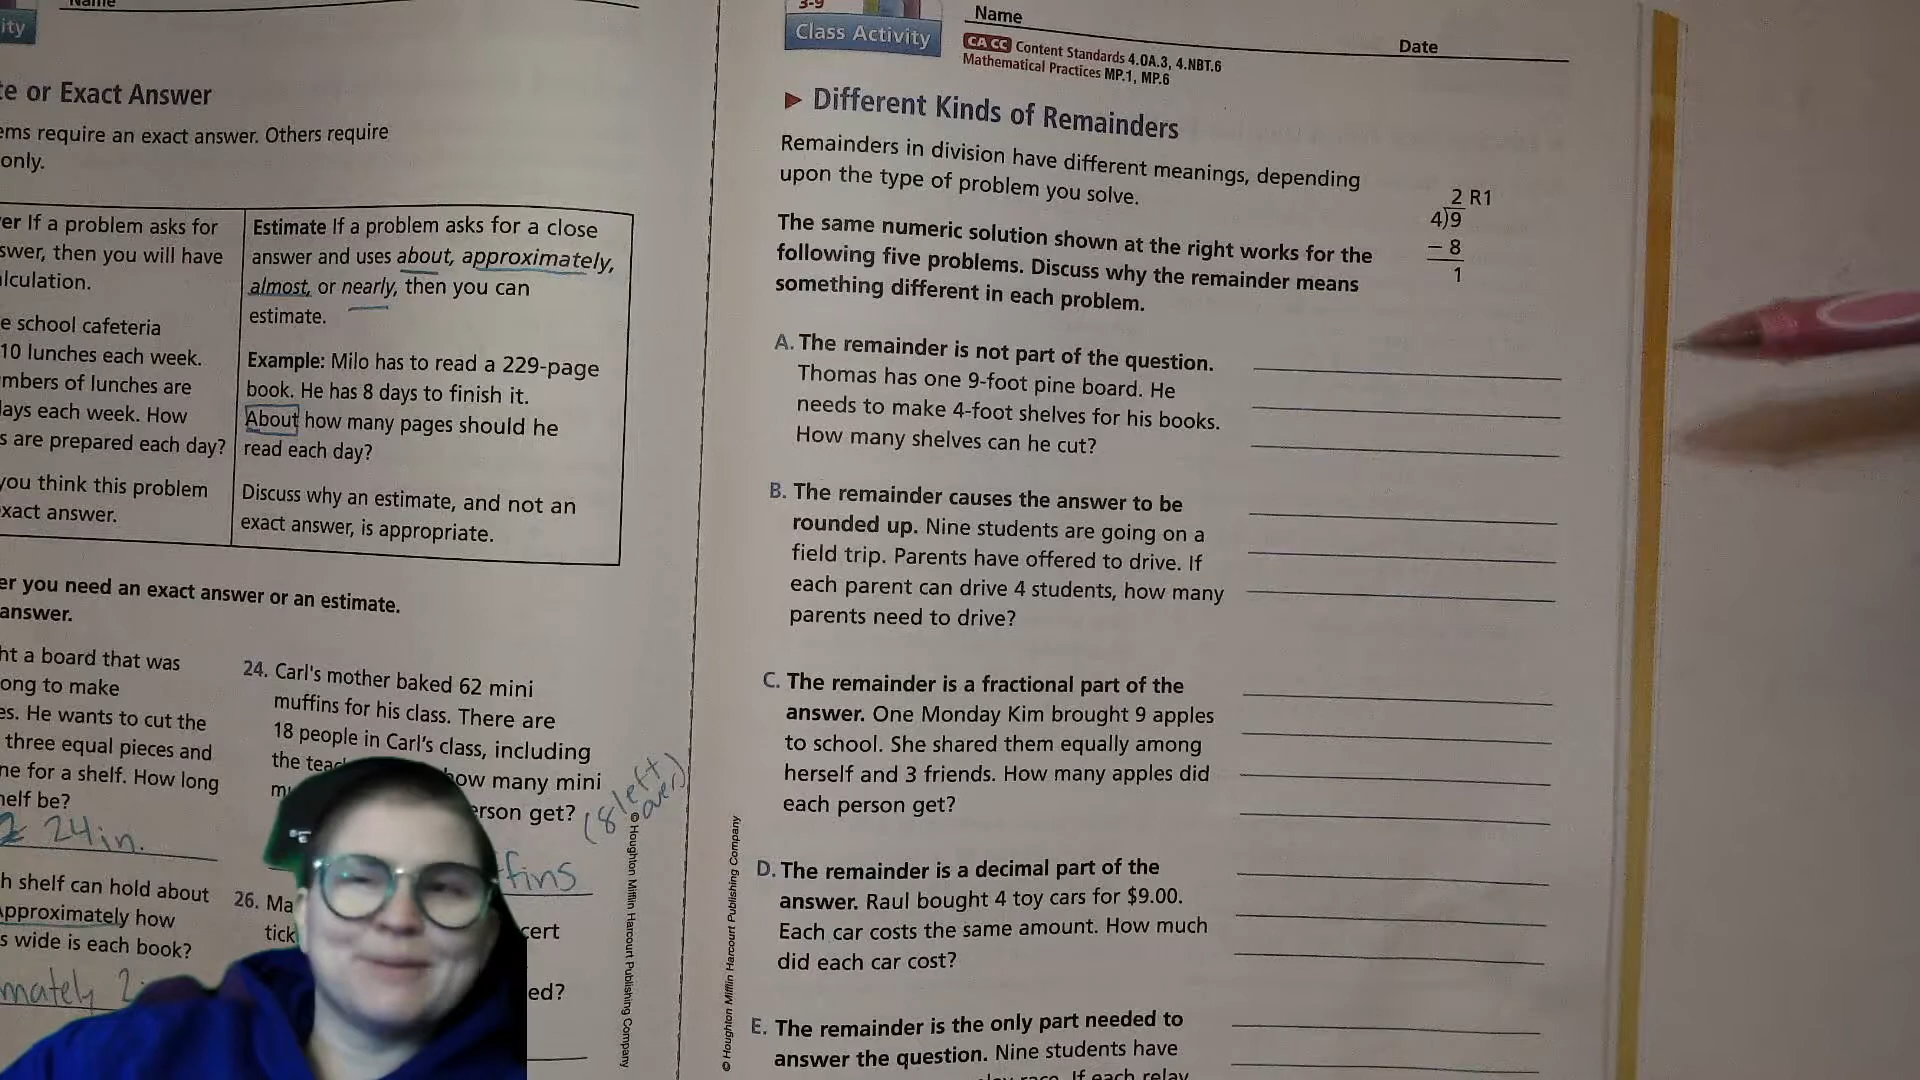 Name
ity
te or Exact Answer
ems require an exact answer. Others require
only.
er If a problem asks for
swer, then you will have
lculation.
e school cafeteria
10 lunches each week.
mbers of lunches are
days each week. How
s are prepared each day?
you think this problem
xact answer.
Estimate If a problem asks for a close
answer and uses about, approximately,
almost, or nearly, then you can
estimate.
Example: Milo has to read a 229-page
book. He has 8 days to finish it.
About how many pages should he
read each day?
Discuss why an estimate, and not an
exact answer, is appropriate.
er you need an exact answer or an estimate.
answer.
ht a board that was
ong to make
es. He wants to cut the
three equal pieces and
ne for a shelf. How long
helf be?
24in.
h shelf can hold about
Approximately how
s wide is each book?
mately 2
24. Carl's mother baked 62 mini
muffins for his class. There are
18 people in Carl's class, including
the teac how many mini
mu erson get?
(8 left over)
ffins
26. Ma cert
tick
ed?
© Houghton Mifflin Harcourt Publishing Company
3-9
Class Activity
Name
Date
CA CC Content Standards 4.OA.3, 4.NBT.6
Mathematical Practices MP.1, MP.6
► Different Kinds of Remainders
Remainders in division have different meanings, depending
upon the type of problem you solve.
The same numeric solution shown at the right works for the
following five problems. Discuss why the remainder means
something different in each problem.
2 R1
4)9
- 8
1
A. The remainder is not part of the question.
Thomas has one 9-foot pine board. He
needs to make 4-foot shelves for his books.
How many shelves can he cut?
B. The remainder causes the answer to be
rounded up. Nine students are going on a
field trip. Parents have offered to drive. If
each parent can drive 4 students, how many
parents need to drive?
C. The remainder is a fractional part of the
answer. One Monday Kim brought 9 apples
to school. She shared them equally among
herself and 3 friends. How many apples did
each person get?
D. The remainder is a decimal part of the
answer. Raul bought 4 toy cars for $9.00.
Each car costs the same amount. How much
did each car cost?
E. The remainder is the only part needed to
answer the question. Nine students have
race. If each relay
© Houghton Mifflin Harcourt Publishing Company